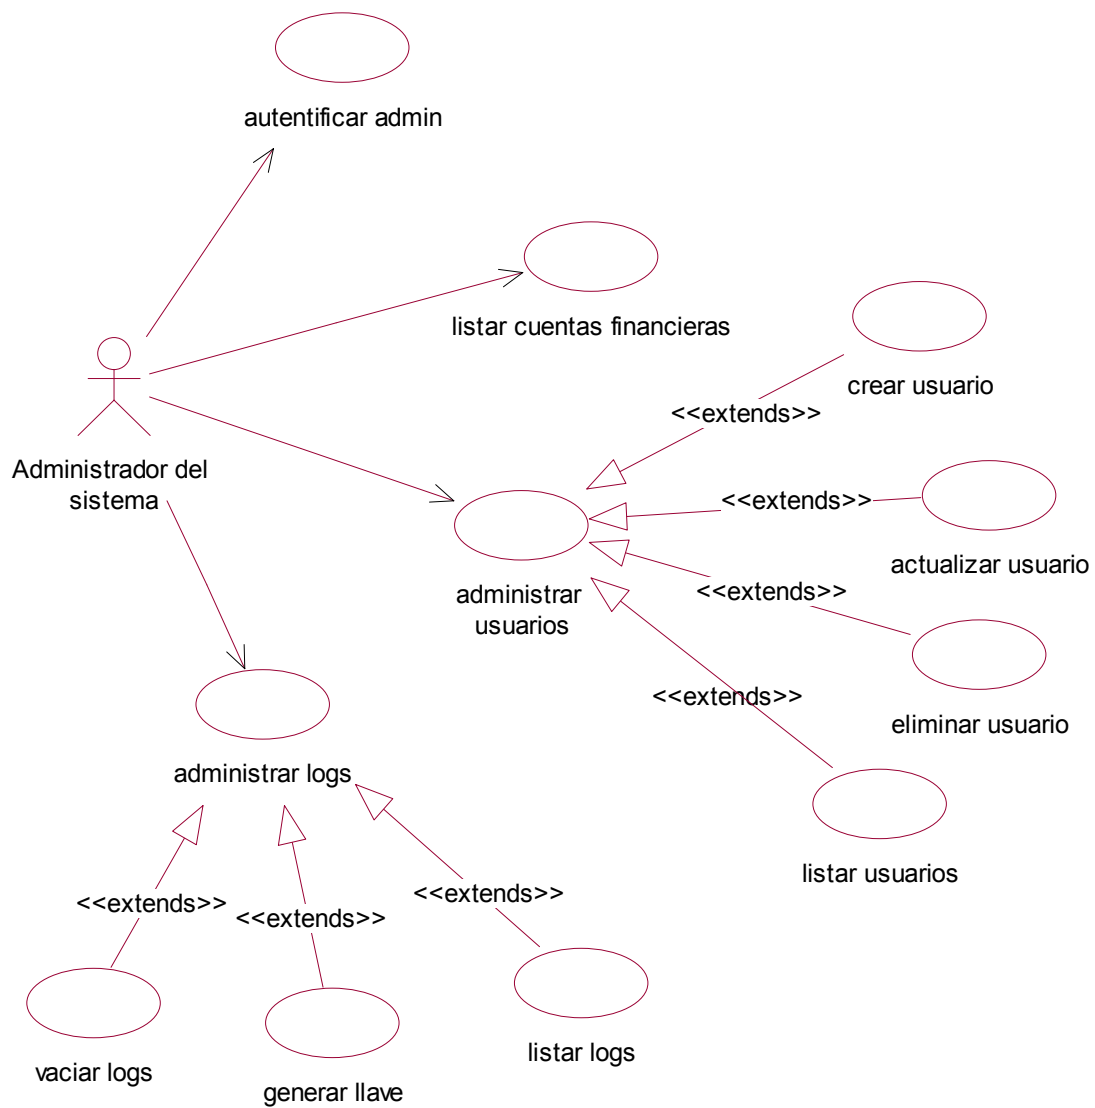 autentificar admin
listar cuentas financieras
crear usuario
<<extends>>
Administrador del
sistema
<<extends>>
actualizar usuario
administrar
usuarios
<<extends>>
<<extends>>
eliminar usuario
administrar logs
listar usuarios
<<extends>>
<<extends>>
<<extends>>
listar logs
vaciar logs
generar llave